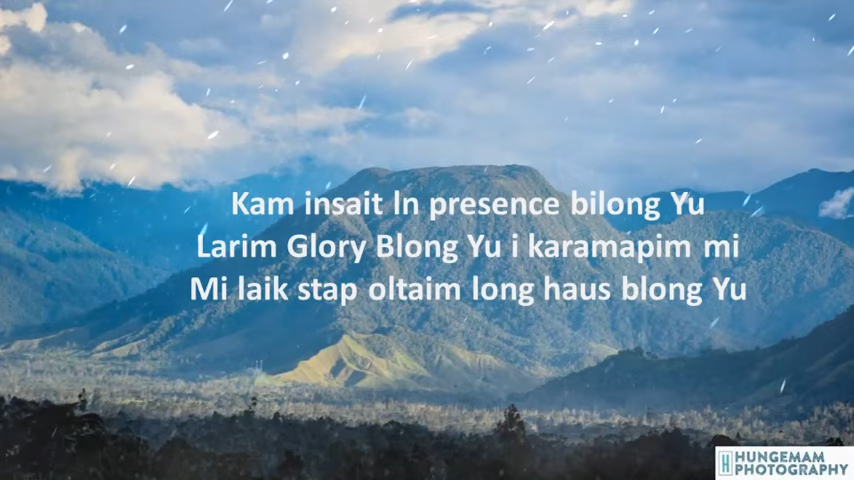 Kam insait ln presence bilong Yu
Larim Glory Blong Yu i karamapim mi
Mi laik stap oltaim long haus blong Yu
HUNGEMAM
PHOTOGRAPHY